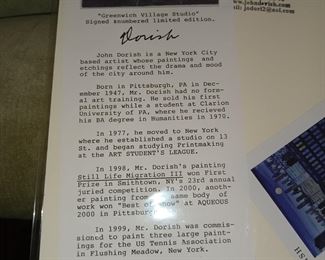 www.johndorish.com
"Greenwich Village Studio"
Signed &numbered limited edition.
Dorish
John Dorish is a New York City
based artist whose paintings and
etchings reflect the drama and mood
of the city around him.
Born in Pittsburgh, PA in De-
cember 1947, Mr. Dorish had no for-
mal art training. He sold his first
paintings while a student at Clarion
University of PA, where he recieved
his BA degree in Humanities in 1970.
In 1977, he moved to New York
where he established a studio on 13
St. and began studying Printmaking
at the ART STUDENT'S LEAGUE.
In 1998, Mr. Dorish's painting
Still Life Migration III won First
Prize in Smithtown, NY's 23rd annual
juried competition. In 2000, another
painting from the same body of
work won "Best of Show" at AQUEOUS
2000 in Pittsburgh
In 1999, Mr. Dorish was commis-
sioned to paint three large paint-
ings for the US Tennis Association
in Flushing Meadow, New York.